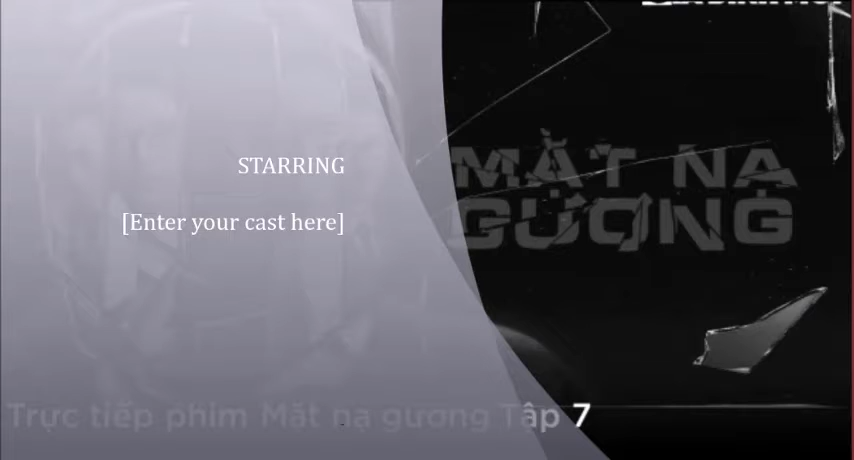 STARRING
[Enter your cast here]
MẶT NẠ
GƯƠNG
Trực tiếp phim Mặt nạ gương Tập 7